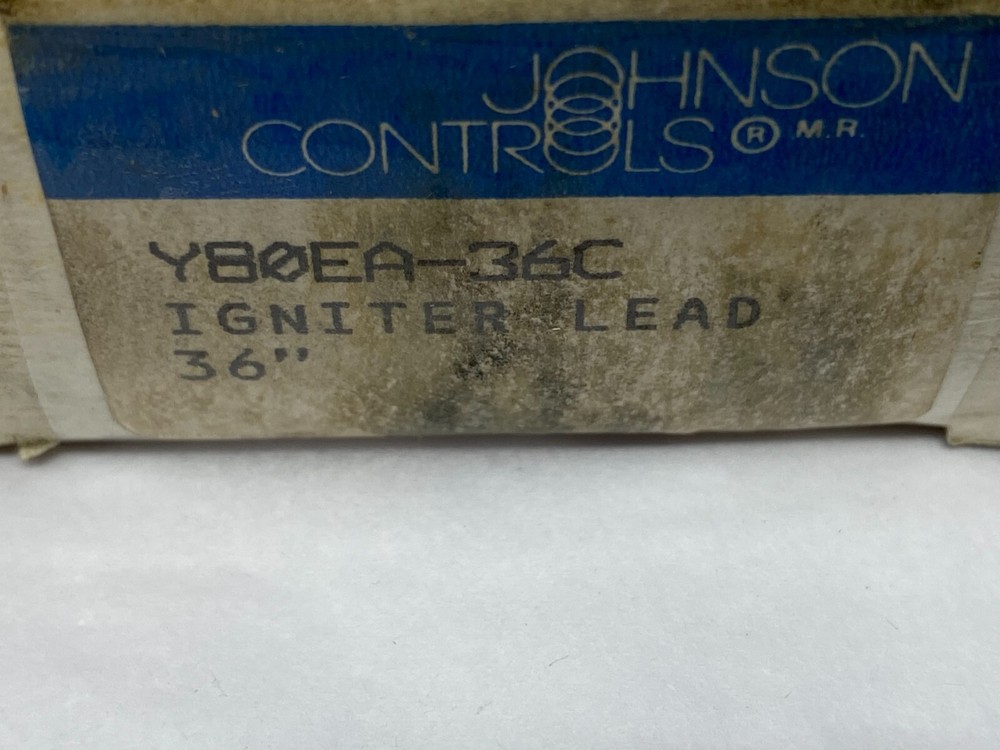 JOHNSON
CONTROLS ® M.R.
Y80EA-36C
IGNITER LEAD
36"